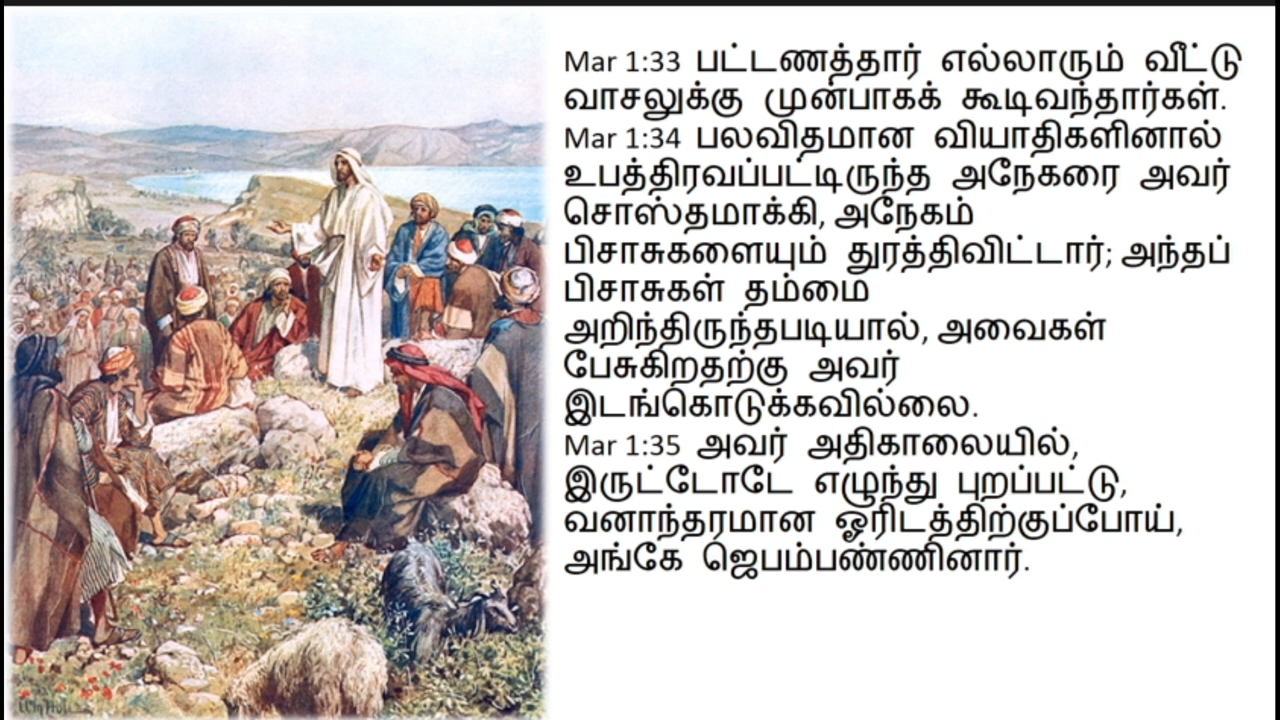 Mar 1:33 பட்டணத்தார் எல்லாரும் வீட்டு
வாசலுக்கு முன்பாகக் கூடிவந்தார்கள்.
Mar 1:34 பலவிதமான வியாதிகளினால்
உபத்திரவப்பட்டிருந்த அநேகரை அவர்
சொஸ்தமாக்கி, அநேகம்
பிசாசுகளையும் துரத்திவிட்டார்; அந்தப்
பிசாசுகள் தம்மை
அறிந்திருந்தபடியால், அவைகள்
பேசுகிறதற்கு அவர்
இடங்கொடுக்கவில்லை.
Mar 1:35 அவர் அதிகாலையில்,
இருட்டோடே எழுந்து புறப்பட்டு,
வனாந்தரமான ஓரிடத்திற்குப்போய்,
அங்கே ஜெபம்பண்ணினார்.